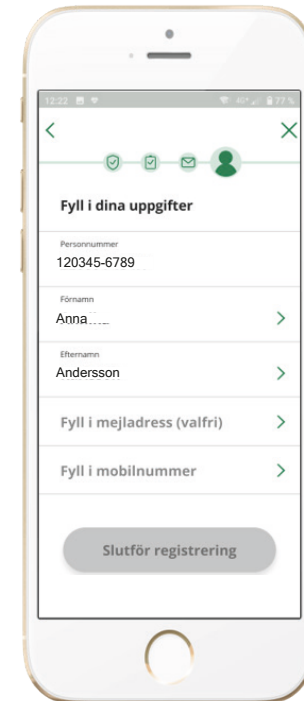 12:22 4G+ 77 %
Fyll i dina uppgifter
Personnummer
120345-6789
Förnamn
Anna
Efternamn
Andersson
Fyll i mejladress (valfri)
Fyll i mobilnummer
Slutför registrering